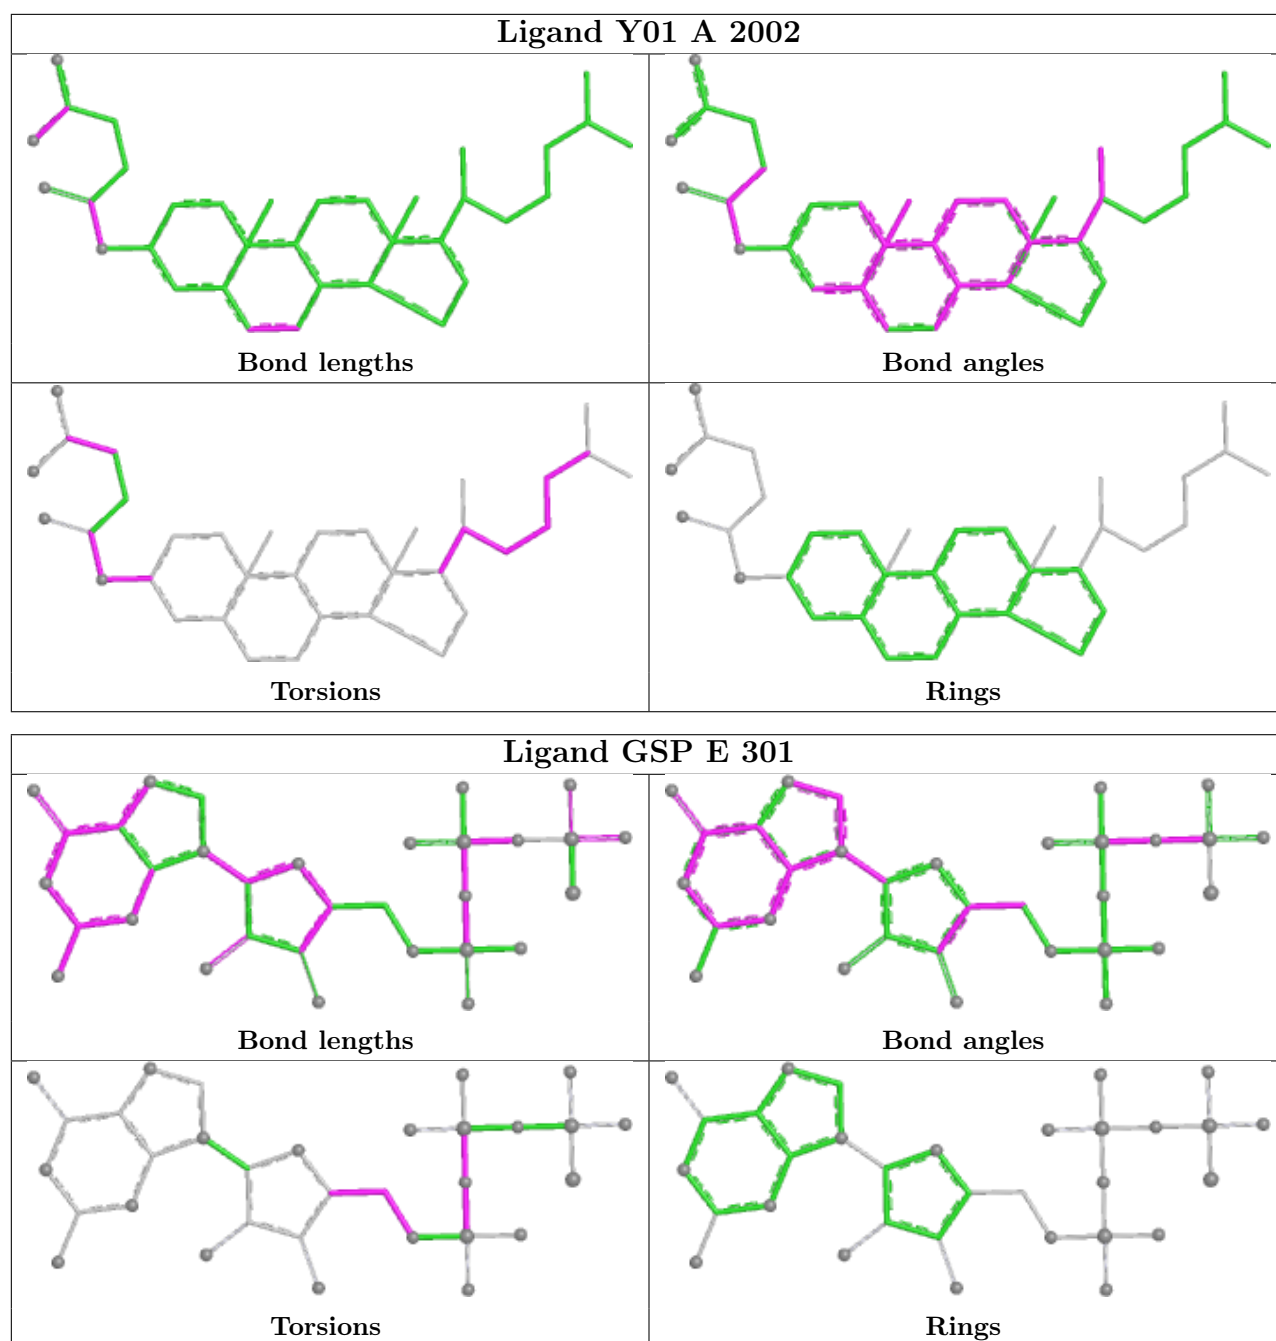 Ligand Y01 A 2002
Bond lengths
Bond angles
Torsions
Rings
Ligand GSP E 301
Bond lengths
Bond angles
Torsions
Rings